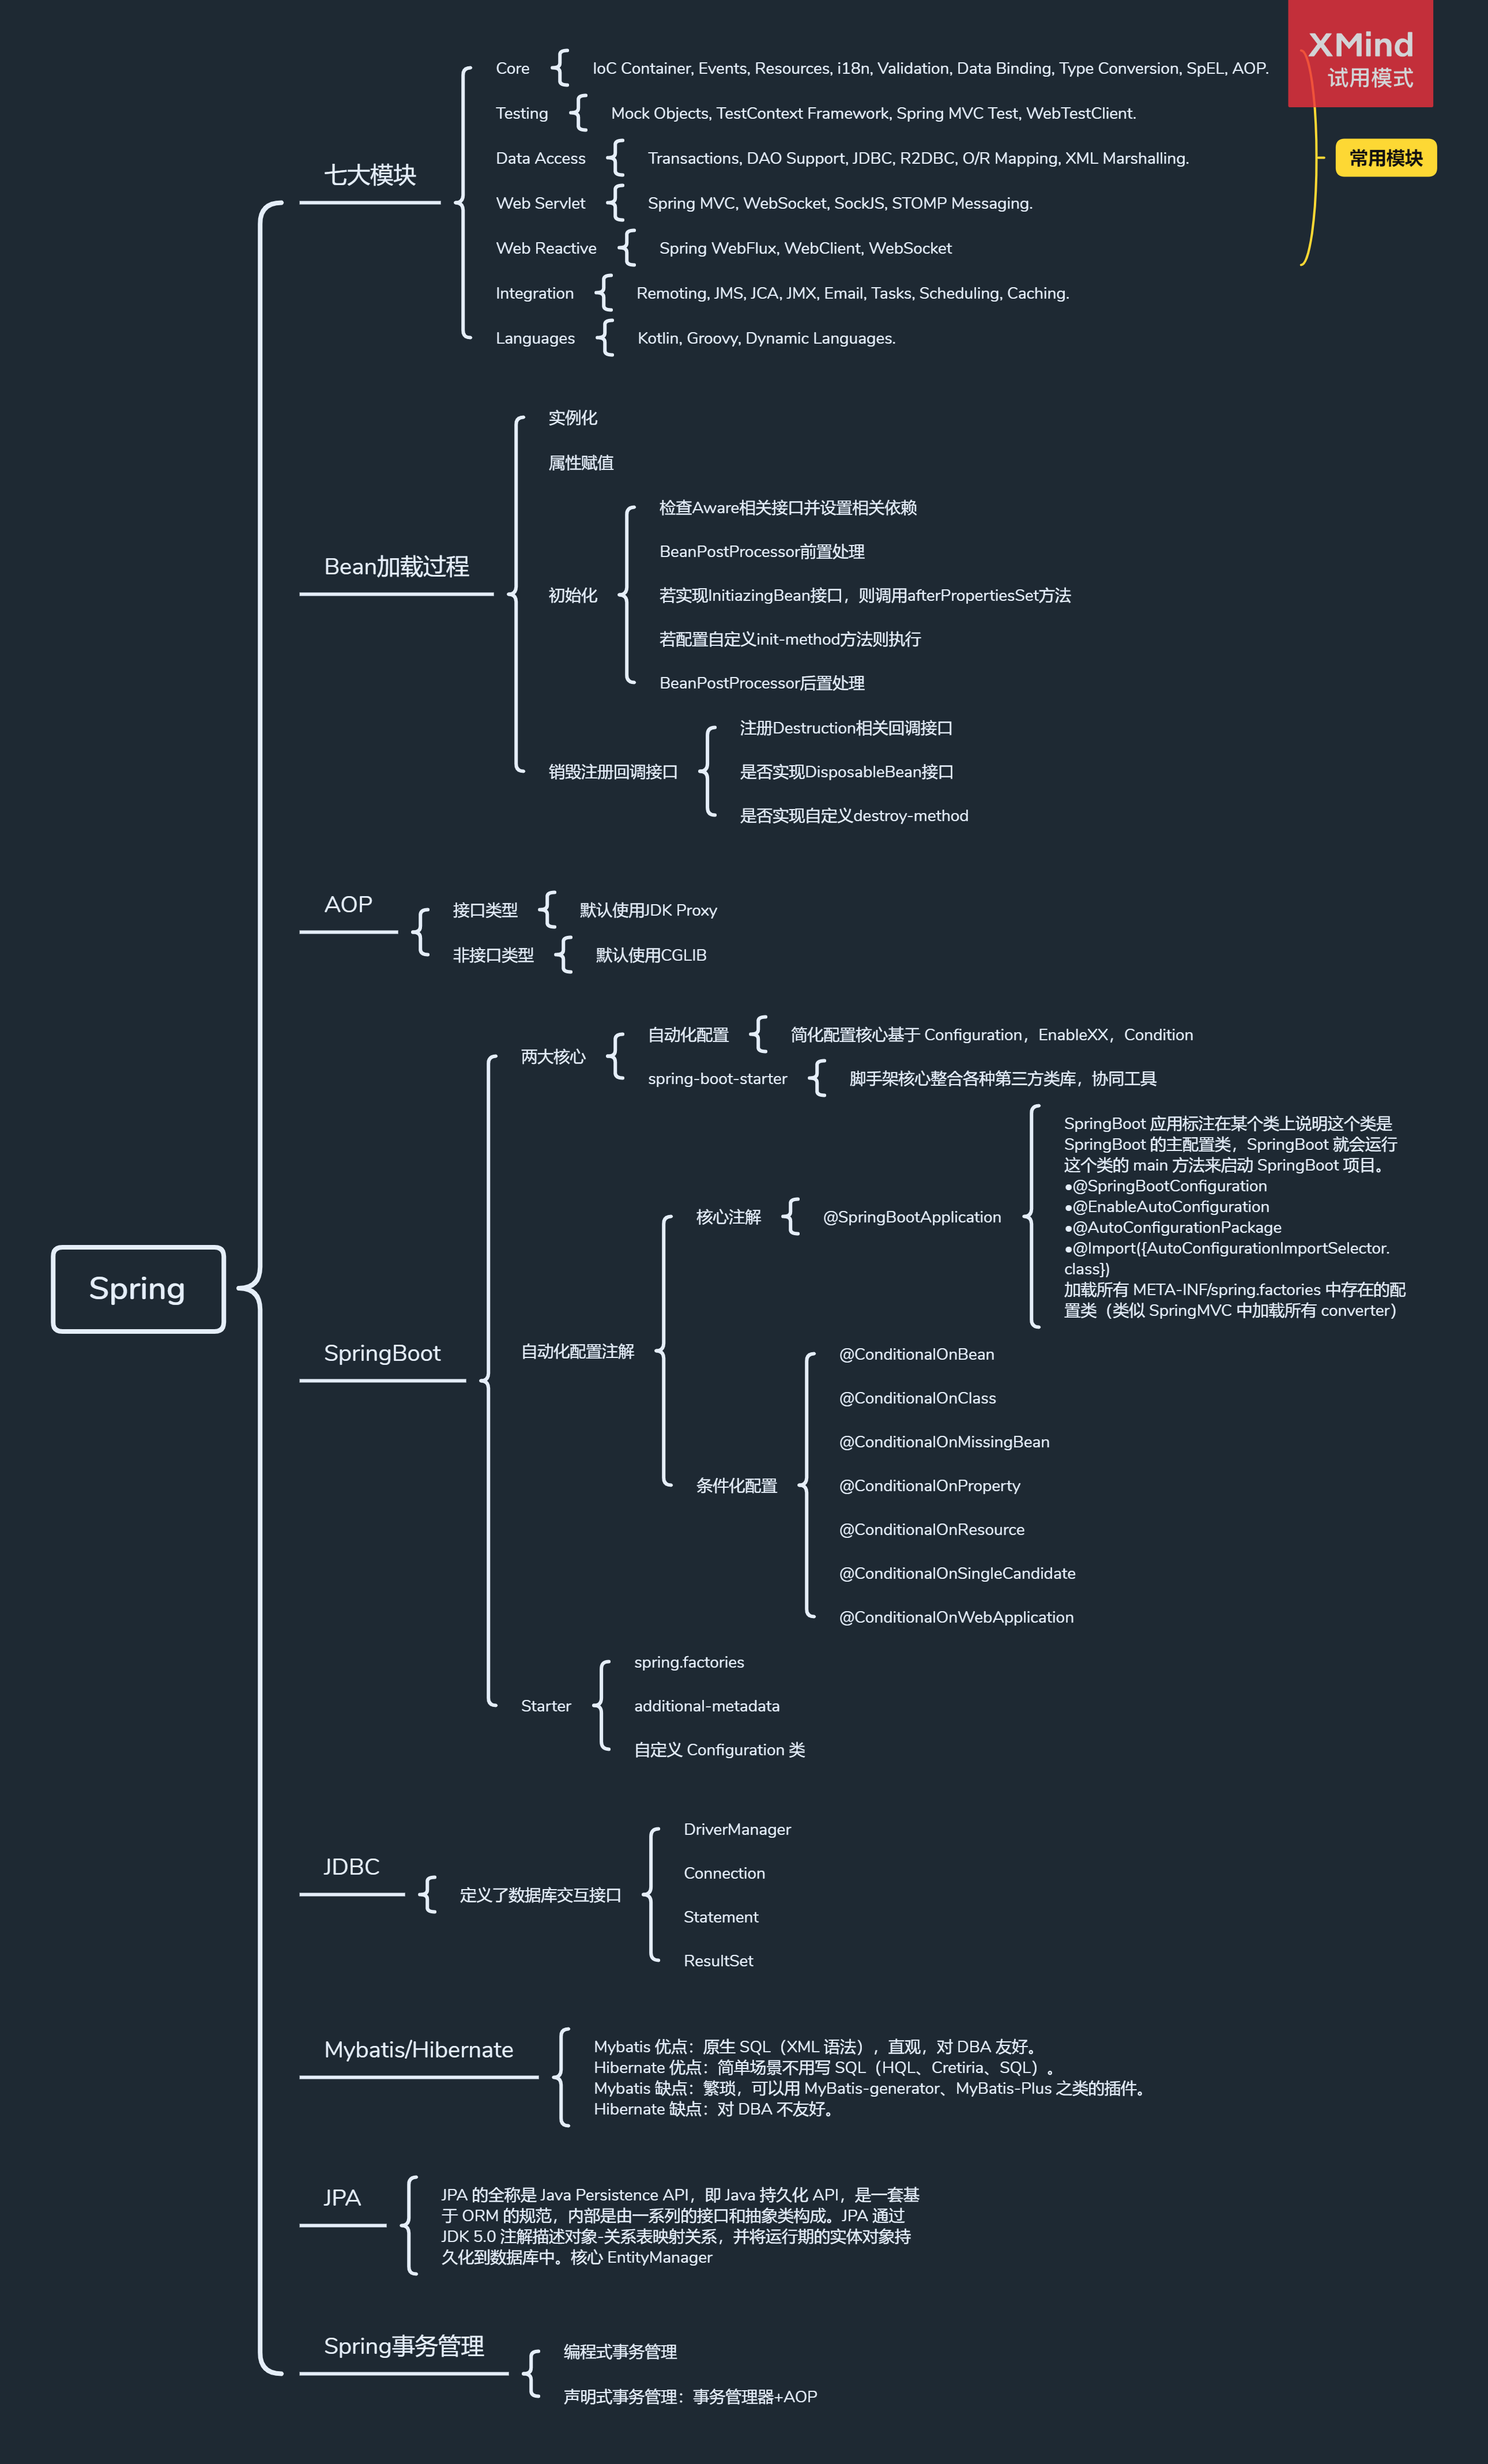 XMind
试用模式
常用模块
Spring
七大模块
Core
IoC Container, Events, Resources, i18n, Validation, Data Binding, Type Conversion, SpEL, AOP.
Testing
Mock Objects, TestContext Framework, Spring MVC Test, WebTestClient.
Data Access
Transactions, DAO Support, JDBC, R2DBC, O/R Mapping, XML Marshalling.
Web Servlet
Spring MVC, WebSocket, SockJS, STOMP Messaging.
Web Reactive
Spring WebFlux, WebClient, WebSocket
Integration
Remoting, JMS, JCA, JMX, Email, Tasks, Scheduling, Caching.
Languages
Kotlin, Groovy, Dynamic Languages.
Bean加载过程
实例化
属性赋值
初始化
检查Aware相关接口并设置相关依赖
BeanPostProcessor前置处理
若实现InitiazingBean接口，则调用afterPropertiesSet方法
若配置自定义init-method方法则执行
BeanPostProcessor后置处理
销毁注册回调接口
注册Destruction相关回调接口
是否实现DisposableBean接口
是否实现自定义destroy-method
AOP
接口类型
默认使用JDK Proxy
非接口类型
默认使用CGLIB
SpringBoot
两大核心
自动化配置
简化配置核心基于 Configuration，EnableXX，Condition
spring-boot-starter
脚手架核心整合各种第三方类库，协同工具
自动化配置注解
核心注解
@SpringBootApplication
SpringBoot 应用标注在某个类上说明这个类是
SpringBoot 的主配置类，SpringBoot 就会运行
这个类的 main 方法来启动 SpringBoot 项目。
•@SpringBootConfiguration
•@EnableAutoConfiguration
•@AutoConfigurationPackage
•@Import({AutoConfigurationImportSelector.
class})
加载所有 META-INF/spring.factories 中存在的配
置类（类似 SpringMVC 中加载所有 converter）
条件化配置
@ConditionalOnBean
@ConditionalOnClass
@ConditionalOnMissingBean
@ConditionalOnProperty
@ConditionalOnResource
@ConditionalOnSingleCandidate
@ConditionalOnWebApplication
Starter
spring.factories
additional-metadata
自定义 Configuration 类
JDBC
定义了数据库交互接口
DriverManager
Connection
Statement
ResultSet
Mybatis/Hibernate
Mybatis 优点：原生 SQL（XML 语法），直观，对 DBA 友好。
Hibernate 优点：简单场景不用写 SQL（HQL、Cretiria、SQL）。
Mybatis 缺点：繁琐，可以用 MyBatis-generator、MyBatis-Plus 之类的插件。
Hibernate 缺点：对 DBA 不友好。
JPA
JPA 的全称是 Java Persistence API，即 Java 持久化 API，是一套基
于 ORM 的规范，内部是由一系列的接口和抽象类构成。JPA 通过
JDK 5.0 注解描述对象-关系表映射关系，并将运行期的实体对象持
久化到数据库中。核心 EntityManager
Spring事务管理
编程式事务管理
声明式事务管理：事务管理器+AOP